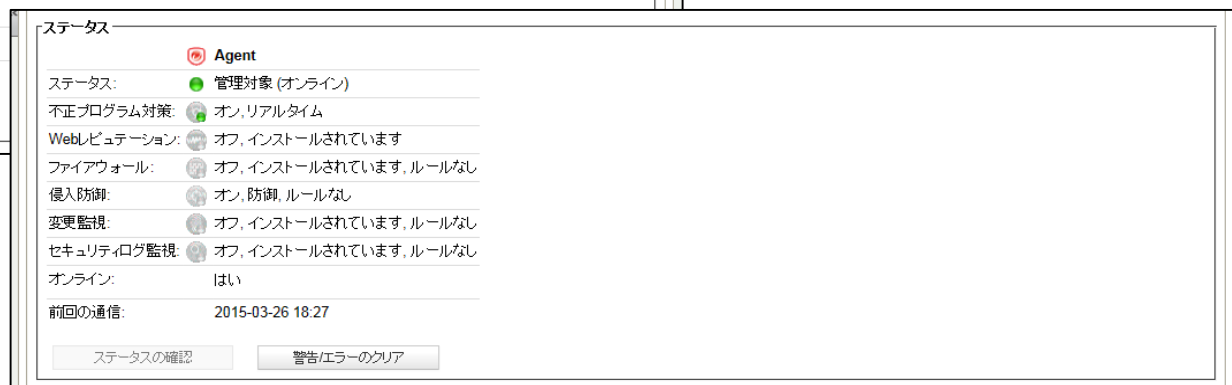 ステータス
Agent
ステータス: 管理対象 (オンライン)
不正プログラム対策: オン, リアルタイム
Webレピュテーション: オフ, インストールされています
ファイアウォール: オフ, インストールされています, ルールなし
侵入防御: オン, 防御, ルールなし
変更監視: オフ, インストールされています, ルールなし
セキュリティログ監視: オフ, インストールされています, ルールなし
オンライン: はい
前回の通信: 2015-03-26 18:27
ステータスの確認 警告/エラーのクリア